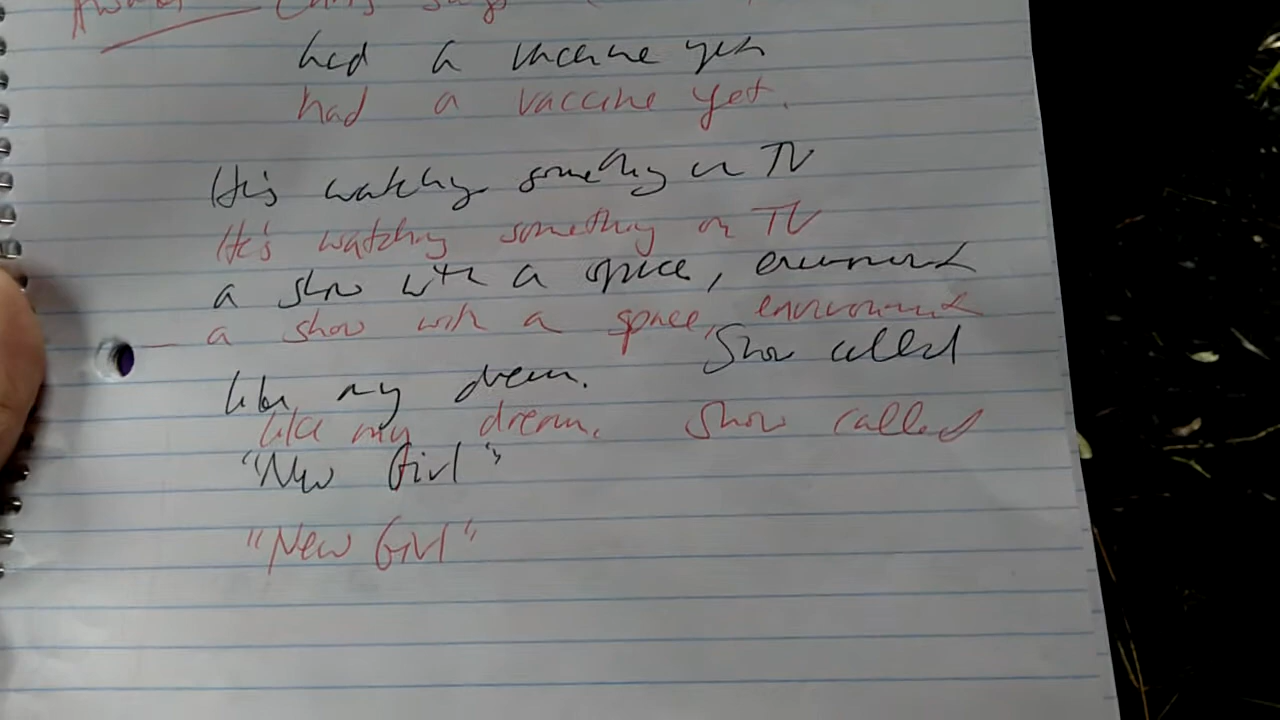 had a vaccine yet
had a vaccine yet.
He's watching something on TV
He's watching something on TV
a show with a space, environment
a show with a space, environment
like my dream. Show called
like my dream. Show called
"New Girl"
"New Girl"